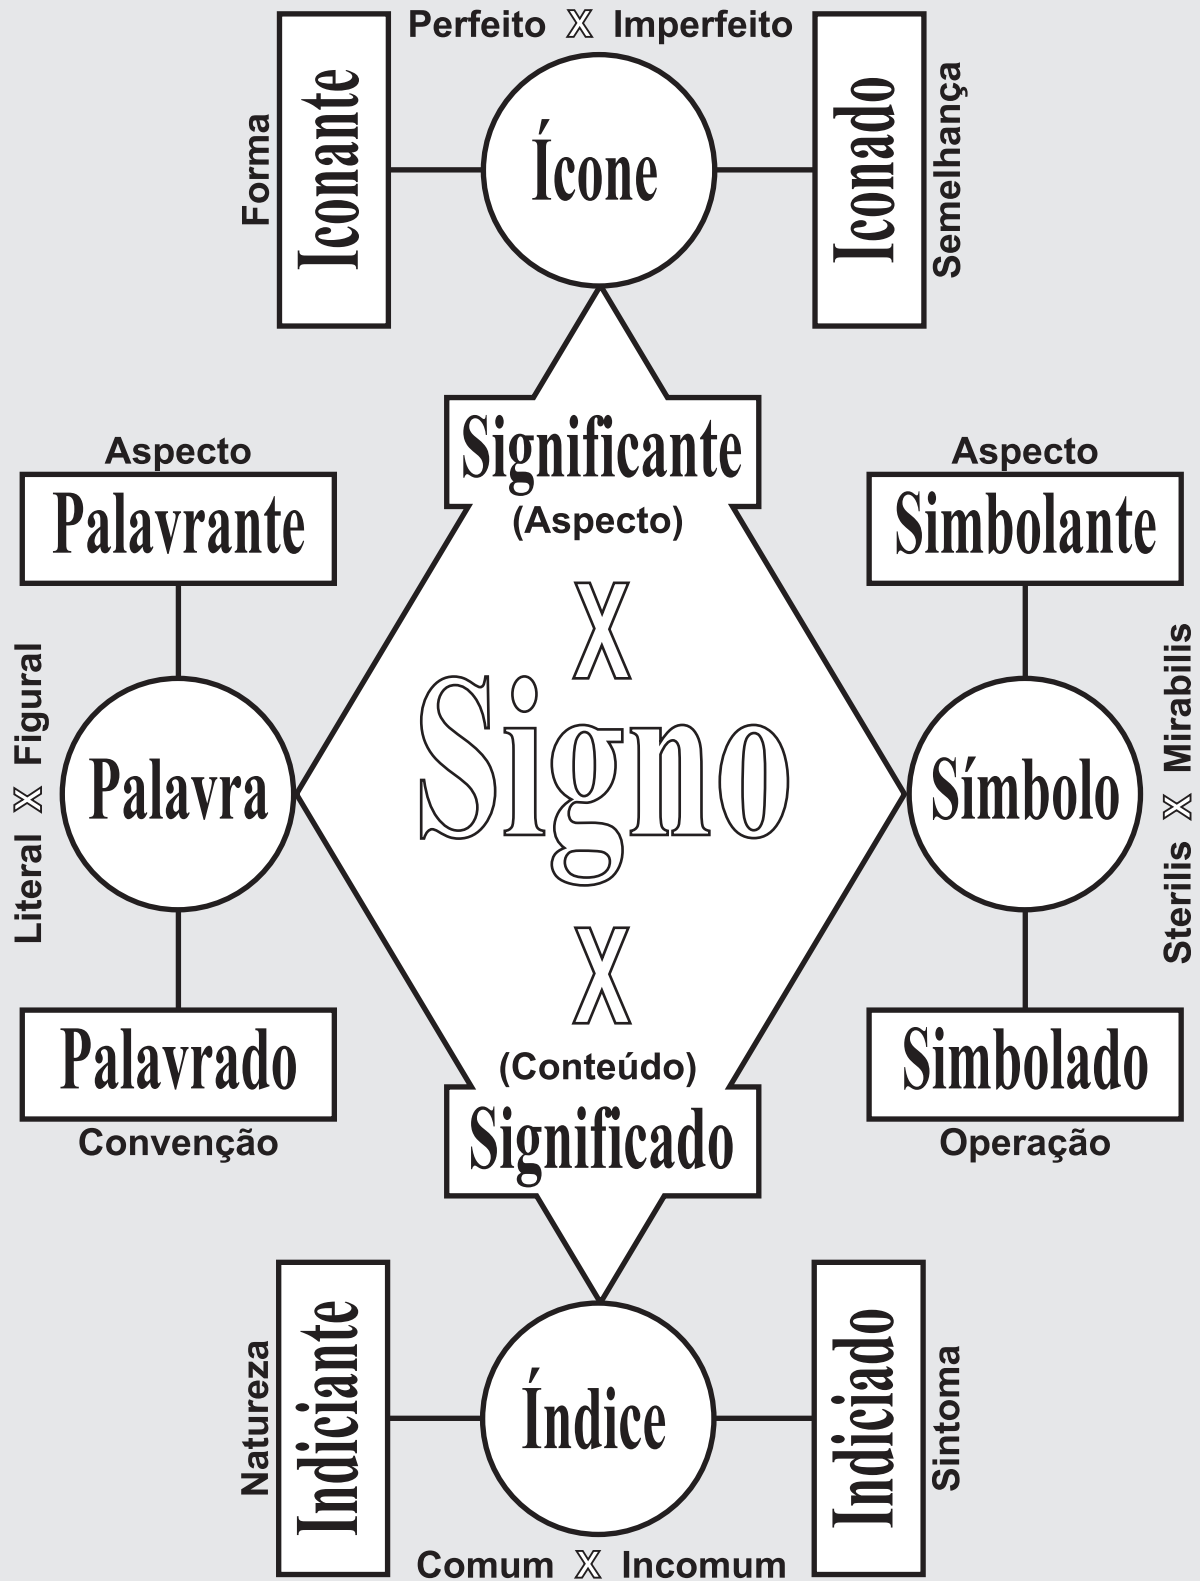 Perfeito X Imperfeito
Forma
Iconante
Ícone
Iconado
Semelhança
Significante
(Aspecto)
X
Signo
X
(Conteúdo)
Significado
Aspecto
Palavrante
Literal X Figural
Palavra
Palavrado
Convenção
Aspecto
Simbolante
Símbolo
Sterilis X Mirabilis
Simbolado
Operação
Natureza
Indiciante
Índice
Indiciado
Sintoma
Comum X Incomum